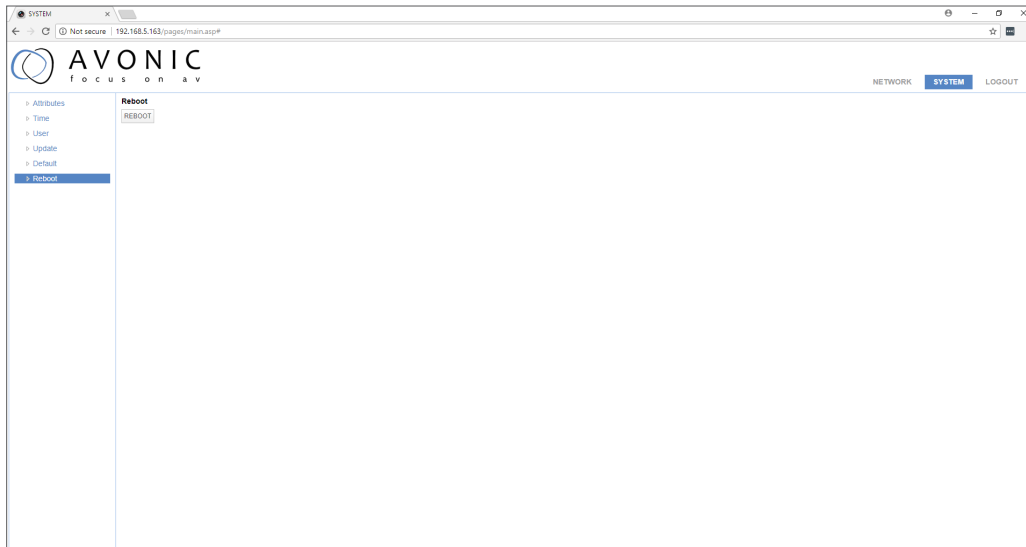 SYSTEM
Not secure
192.168.5.163/pages/main.asp#
AVONIC
focus on av
NETWORK SYSTEM LOGOUT
Attributes
Time
User
Update
Default
Reboot
Reboot
REBOOT